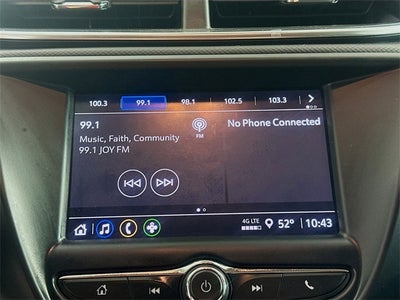 100.3 99.1 98.1 102.5 103.3
99.1
FM
No Phone Connected
Music, Faith, Community
99.1 JOY FM
4G LTE
52° 10:43